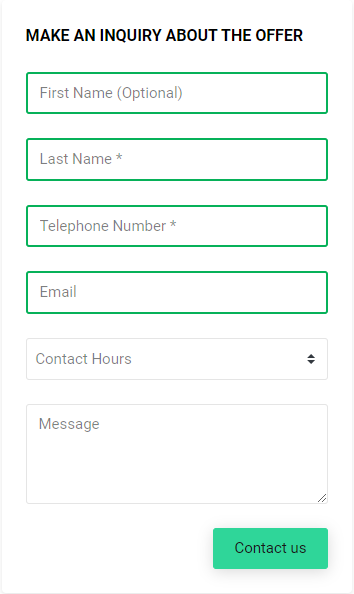 MAKE AN INQUIRY ABOUT THE OFFER
First Name (Optional)
Last Name *
Telephone Number *
Email
Contact Hours
Message
Contact us